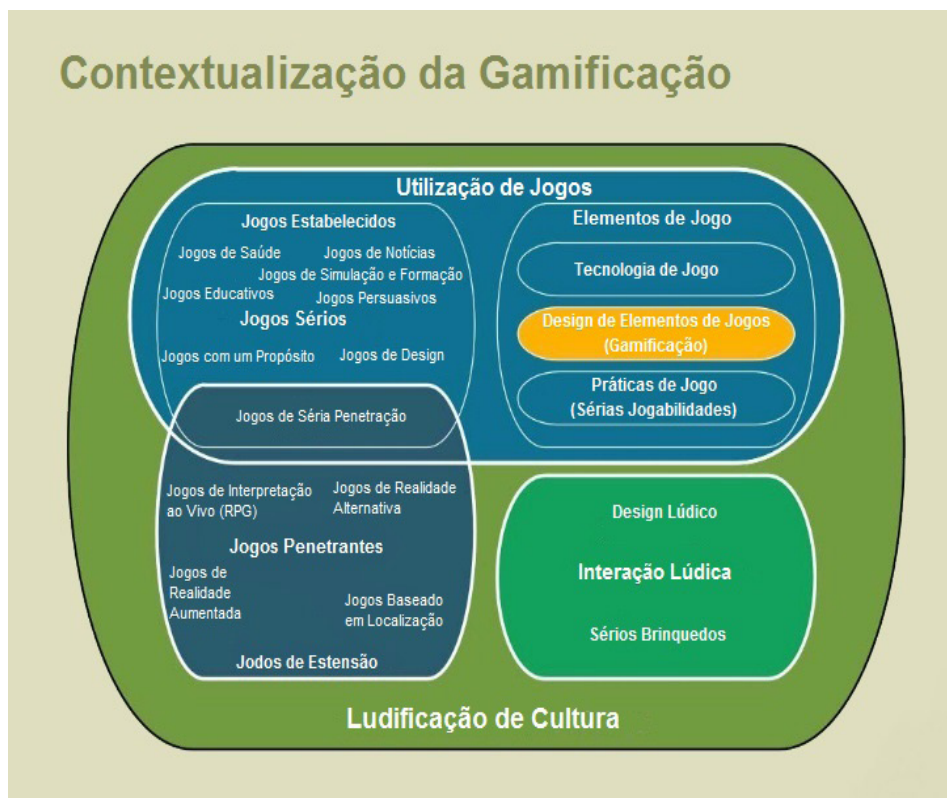 Contextualização da Gamificação
Utilização de Jogos
Jogos Estabelecidos
Jogos de Saúde
Jogos de Notícias
Jogos de Simulação e Formação
Jogos Educativos
Jogos Persuasivos
Jogos Sérios
Jogos com um Propósito
Jogos de Design
Jogos de Séria Penetração
Elementos de Jogo
Tecnologia de Jogo
Design de Elementos de Jogos
(Gamificação)
Práticas de Jogo
(Sérias Jogabilidades)
Jogos de Interpretação
ao Vivo (RPG)
Jogos de Realidade
Alternativa
Jogos Penetrantes
Jogos de
Realidade
Aumentada
Jogos Baseado
em Localização
Jodos de Estensão
Design Lúdico
Interação Lúdica
Sérios Brinquedos
Ludificação de Cultura